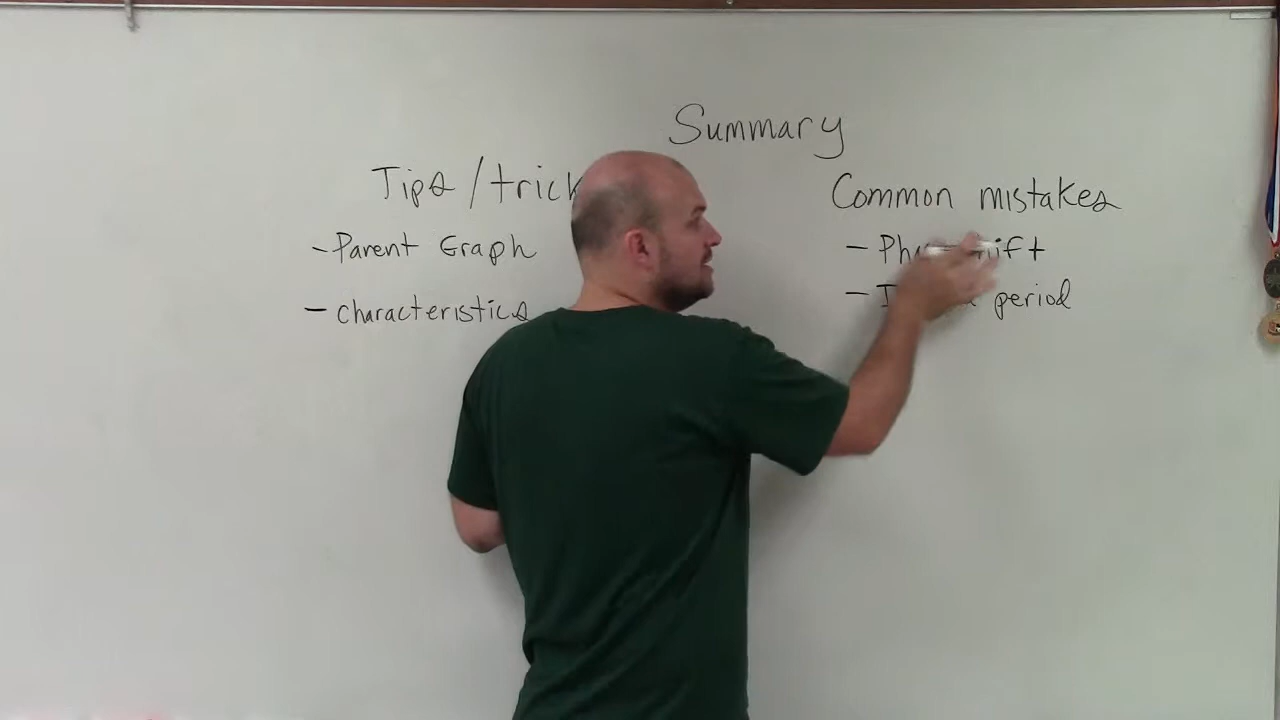 Summary
Tips / trick
- Parent Graph
- characteristics
Common mistakes
-
- period